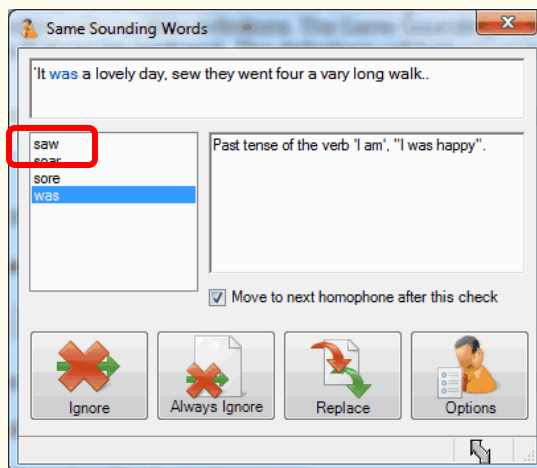 Same Sounding Words
'It was a lovely day, sew they went four a vary long walk..
saw
soar
sore
was
Past tense of the verb 'I am', "I was happy".
Move to next homophone after this check
Ignore
Always Ignore
Replace
Options